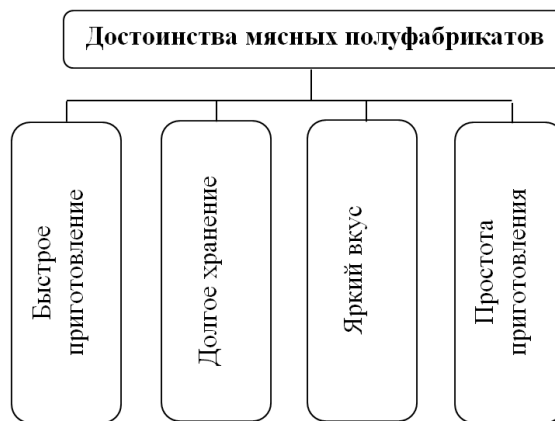 Достоинства мясных полуфабрикатов
Быстрое
приготовление
Долгое хранение
Яркий вкус
Простота
приготовления